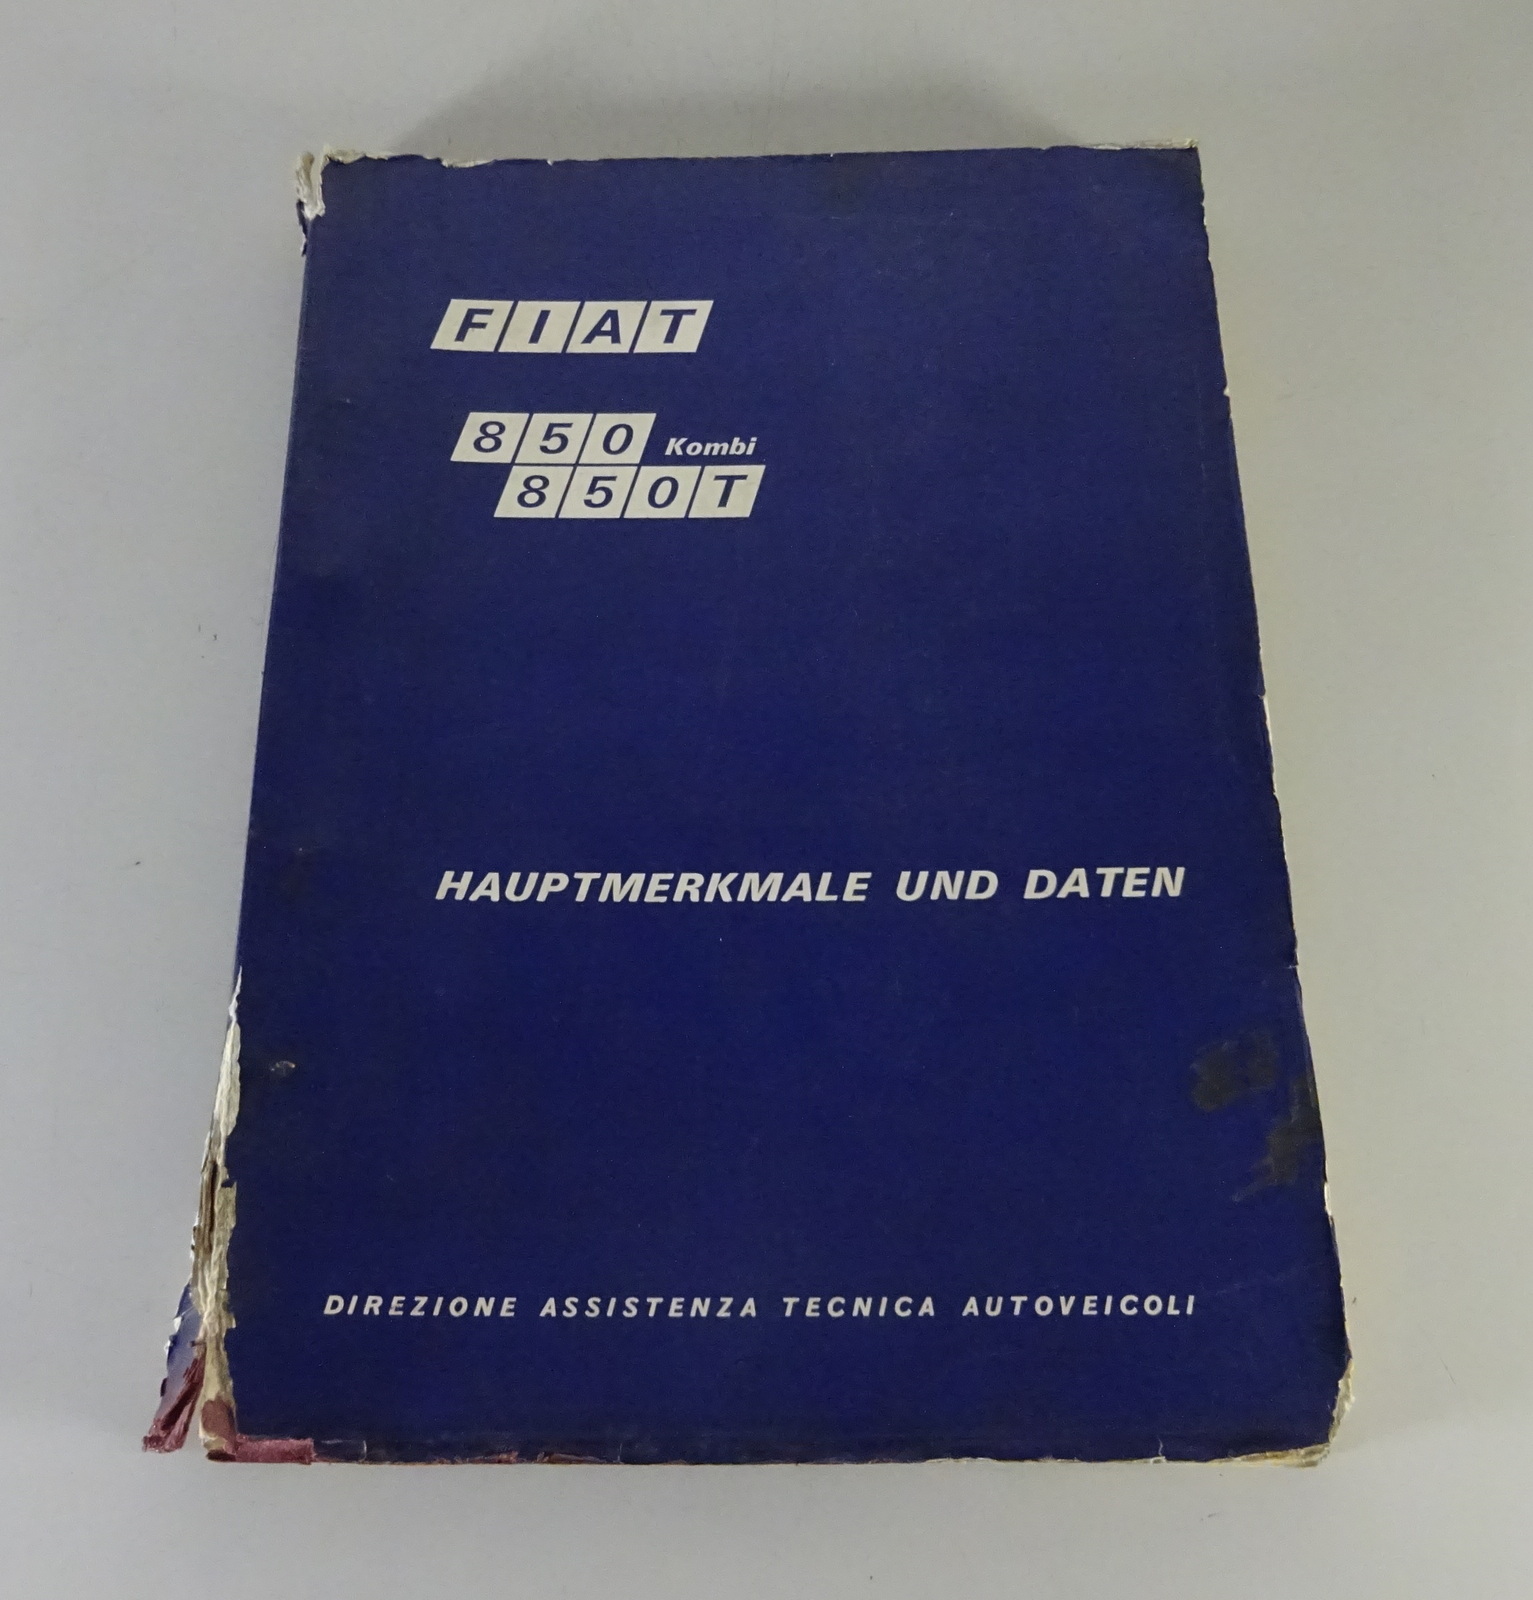 FIAT
850 Kombi
850T
HAUPTMERKMALE UND DATEN
DIREZIONE ASSISTENZA TECNICA AUTOVEICOLI